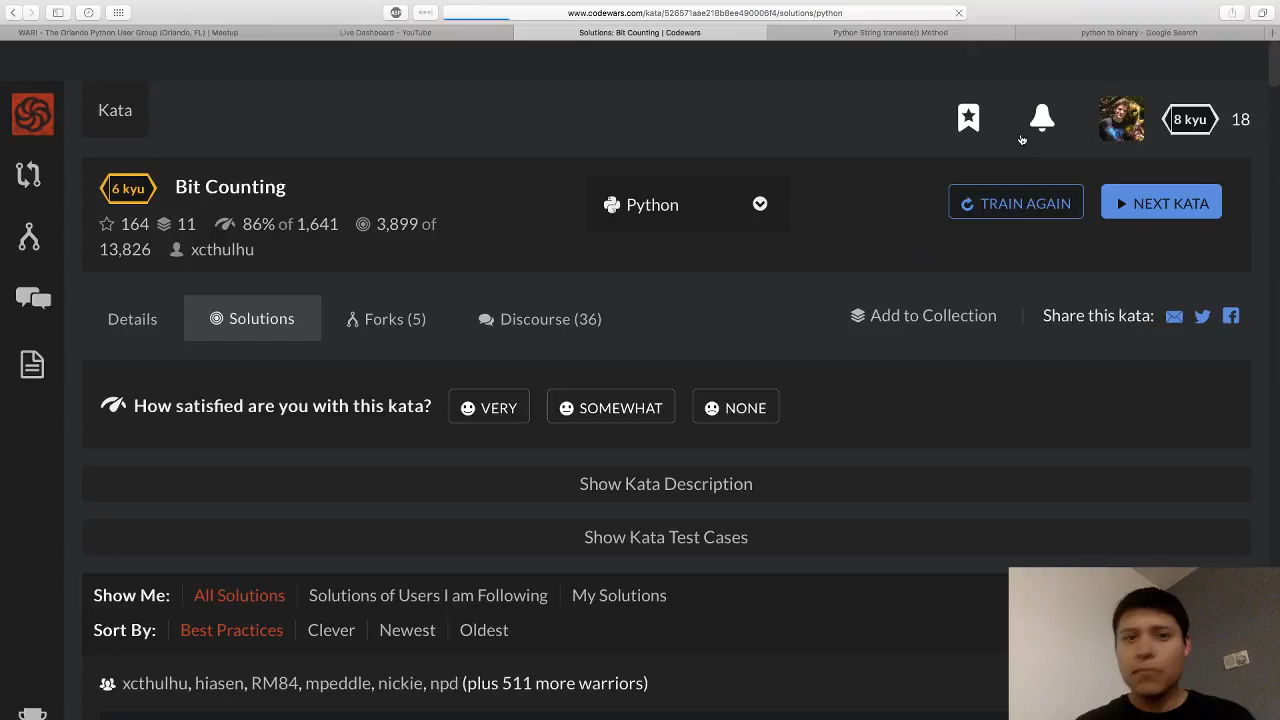 www.codewars.com/kata/526571aae218b8ee490006f4/solutions/python
WAR! - The Orlando Python User Group (Orlando, FL) | Meetup
Live Dashboard - YouTube
Solutions: Bit Counting | Codewars
Python String translate() Method
python to binary - Google Search
Kata
8 kyu
18
6 kyu
Bit Counting
Python
TRAIN AGAIN
NEXT KATA
164 11 86% of 1,641 3,899 of
13,826 xcthulhu
Details
Solutions
Forks (5)
Discourse (36)
Add to Collection
Share this kata:
How satisfied are you with this kata?
VERY
SOMEWHAT
NONE
Show Kata Description
Show Kata Test Cases
Show Me: All Solutions Solutions of Users I am Following My Solutions
Sort By: Best Practices Clever Newest Oldest
xcthulhu, hiasen, RM84, mpeddle, nickie, npd (plus 511 more warriors)